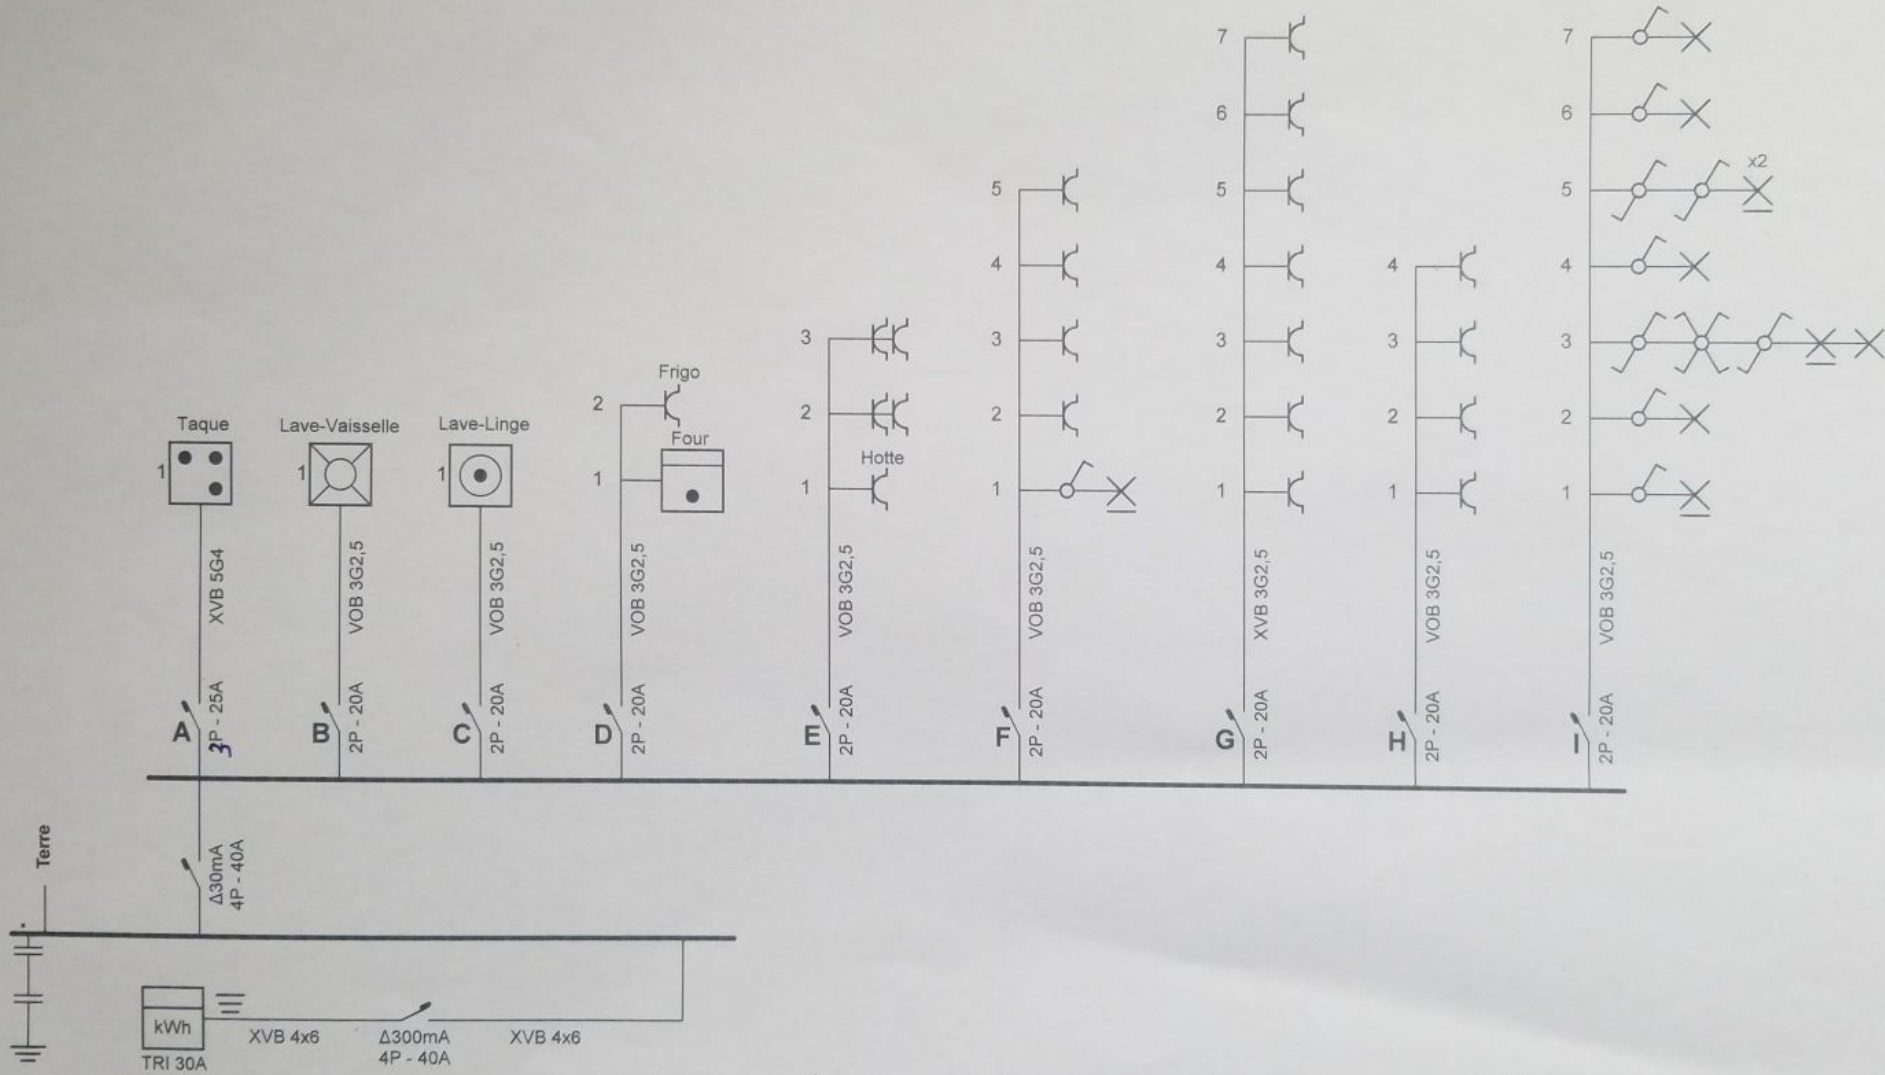 7
7
6
6
5
5
5
x2
4
4
4
4
3
3
3
3
3
Frigo
2
2
2
2
2
2
Taque
Lave-Vaisselle
Lave-Linge
Four
Hotte
1
1
1
1
1
1
1
1
1
XVB 5G4
VOB 3G2,5
VOB 3G2,5
VOB 3G2,5
VOB 3G2,5
VOB 3G2,5
XVB 3G2,5
VOB 3G2,5
VOB 3G2,5
A
2P - 25A
3
B
2P - 20A
C
2P - 20A
D
2P - 20A
E
2P - 20A
F
2P - 20A
G
2P - 20A
H
2P - 20A
I
2P - 20A
Terre
Δ30mA
4P - 40A
kWh
TRI 30A
XVB 4x6
Δ300mA
4P - 40A
XVB 4x6